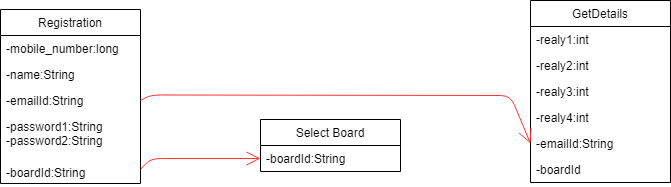 Registration
-mobile_number:long
-name:String
-emailId:String
-password1:String
-password2:String
-boardId:String
Select Board
-boardId:String
GetDetails
-realy1:int
-realy2:int
-realy3:int
-realy4:int
-emailId:String
-boardId